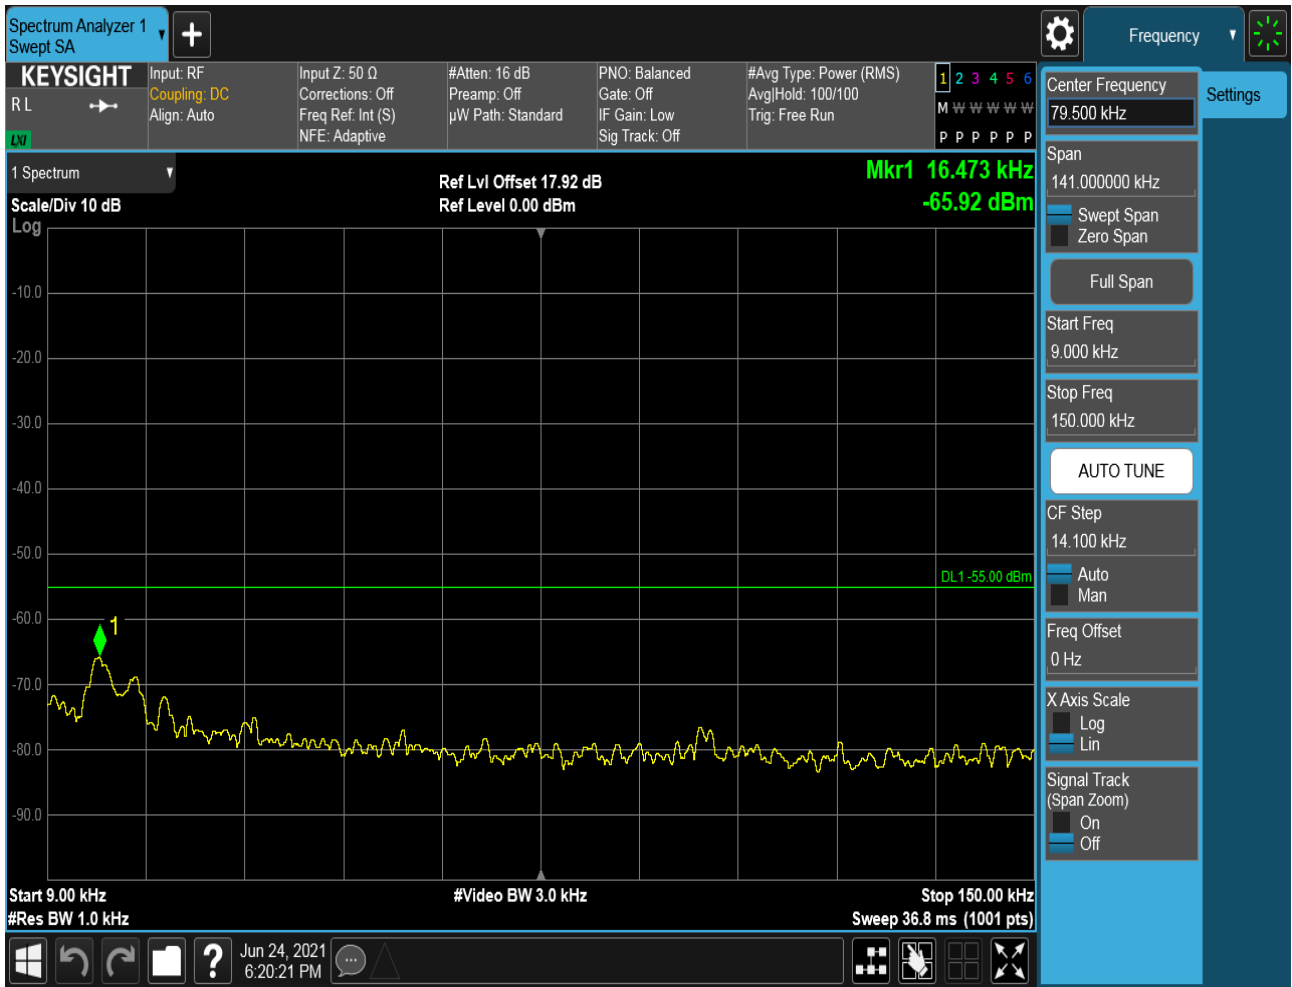 Spectrum Analyzer 1
Swept SA
Frequency
KEYSIGHT
R L
LXI
Input: RF
Coupling: DC
Align: Auto
Input Z: 50 Ω
Corrections: Off
Freq Ref: Int (S)
NFE: Adaptive
#Atten: 16 dB
Preamp: Off
µW Path: Standard
PNO: Balanced
Gate: Off
IF Gain: Low
Sig Track: Off
#Avg Type: Power (RMS)
Avg|Hold: 100/100
Trig: Free Run
1 2 3 4 5 6
M W W W W W
P P P P P P
1 Spectrum
Scale/Div 10 dB
Log
Ref Lvl Offset 17.92 dB
Ref Level 0.00 dBm
Mkr1 16.473 kHz
-65.92 dBm
-10.0
-20.0
-30.0
-40.0
-50.0
-60.0
-70.0
-80.0
-90.0
DL1 -55.00 dBm
1
Start 9.00 kHz
#Res BW 1.0 kHz
#Video BW 3.0 kHz
Stop 150.00 kHz
Sweep 36.8 ms (1001 pts)
?
Jun 24, 2021
6:20:21 PM
Center Frequency
79.500 kHz
Span
141.000000 kHz
Swept Span
Zero Span
Full Span
Start Freq
9.000 kHz
Stop Freq
150.000 kHz
AUTO TUNE
CF Step
14.100 kHz
Auto
Man
Freq Offset
0 Hz
X Axis Scale
Log
Lin
Signal Track
(Span Zoom)
On
Off
Settings